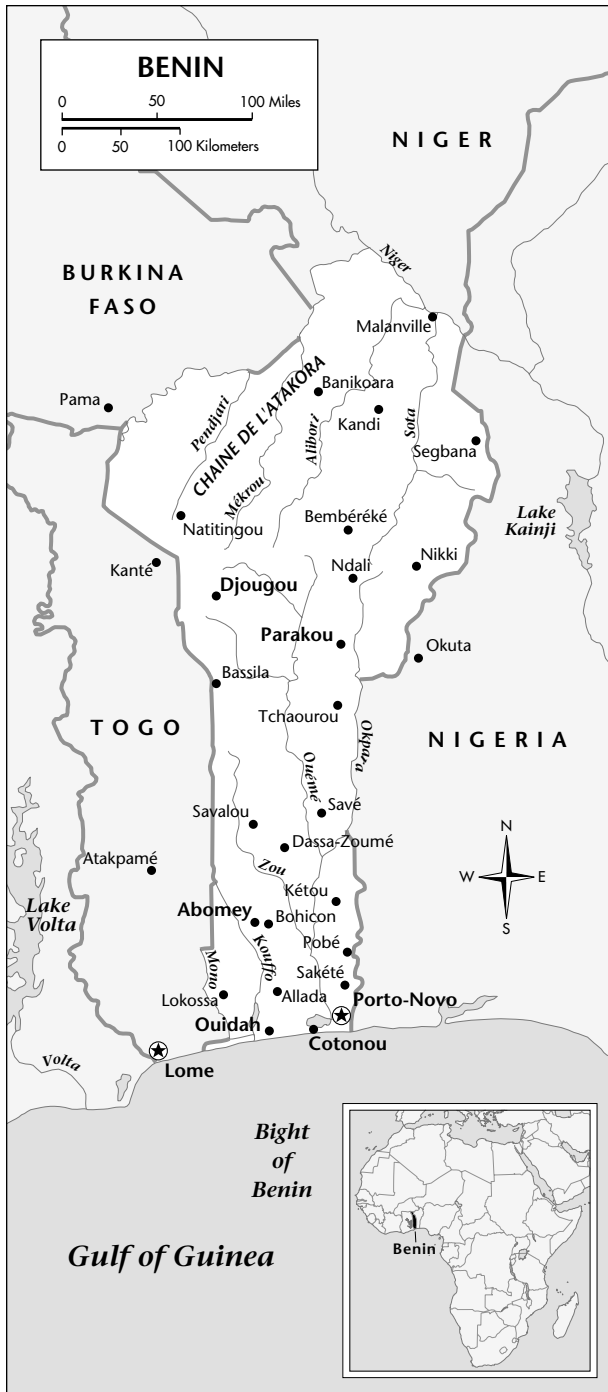 BENIN
0 50 100 Miles
0 50 100 Kilometers
NIGER
Niger
BURKINA
FASO
Malanville
Pama
Pendjari
CHAINE DE L'ATAKORA
Banikoara
Kandi
Alibori
Sota
Segbana
Mékrou
Natitingou
Bembéréké
Lake
Kainji
Kanté
Ndali
Nikki
Djougou
Parakou
Okuta
Bassila
Tchaourou
Okpara
TOGO
NIGERIA
Ouémé
Savé
Savalou
Dassa-Zoumé
Zou
Atakpamé
N
W E
S
Lake
Volta
Kétou
Abomey
Bohicon
Kouffo
Pobé
Mono
Sakété
Lokossa
Allada
Porto-Novo
Ouidah
Cotonou
Volta
Lome
Bight
of
Benin
Gulf of Guinea
Benin